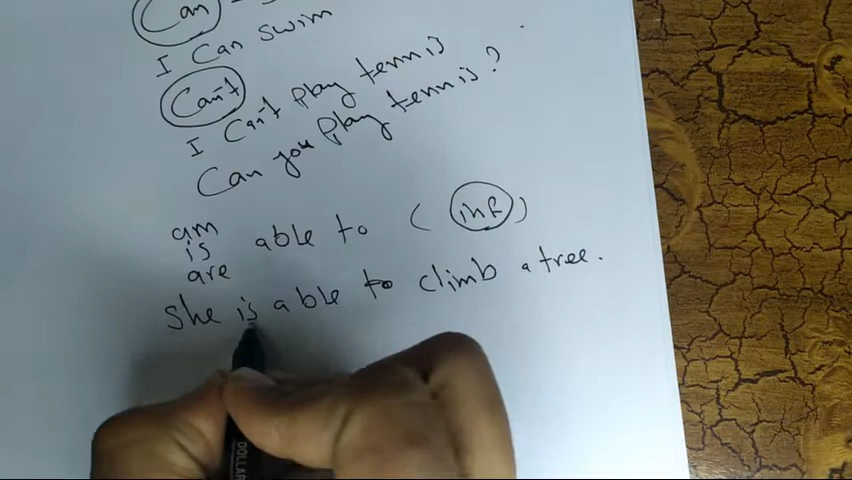 Can
I Can swim
Can't
I Can't Play tennis
Can you Play tennis?
am
is
are
able to (inf)
She is able to climb a tree.
DOLLAR